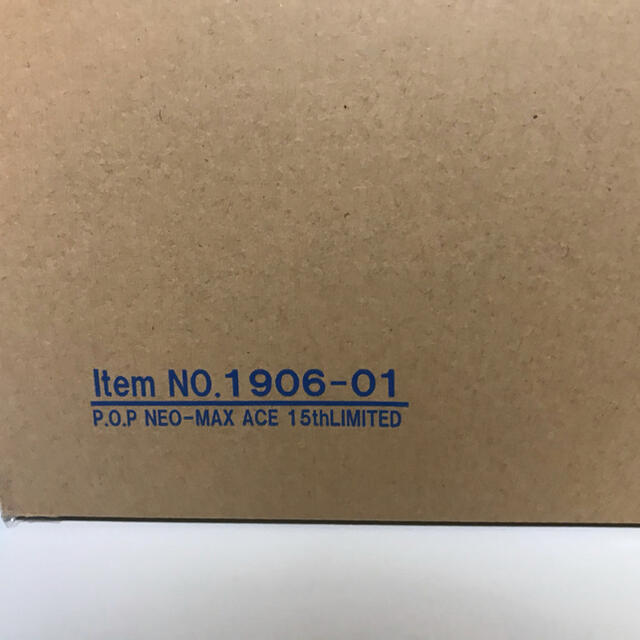 Item NO.1906-01
P.O.P NEO-MAX ACE 15thLIMITED